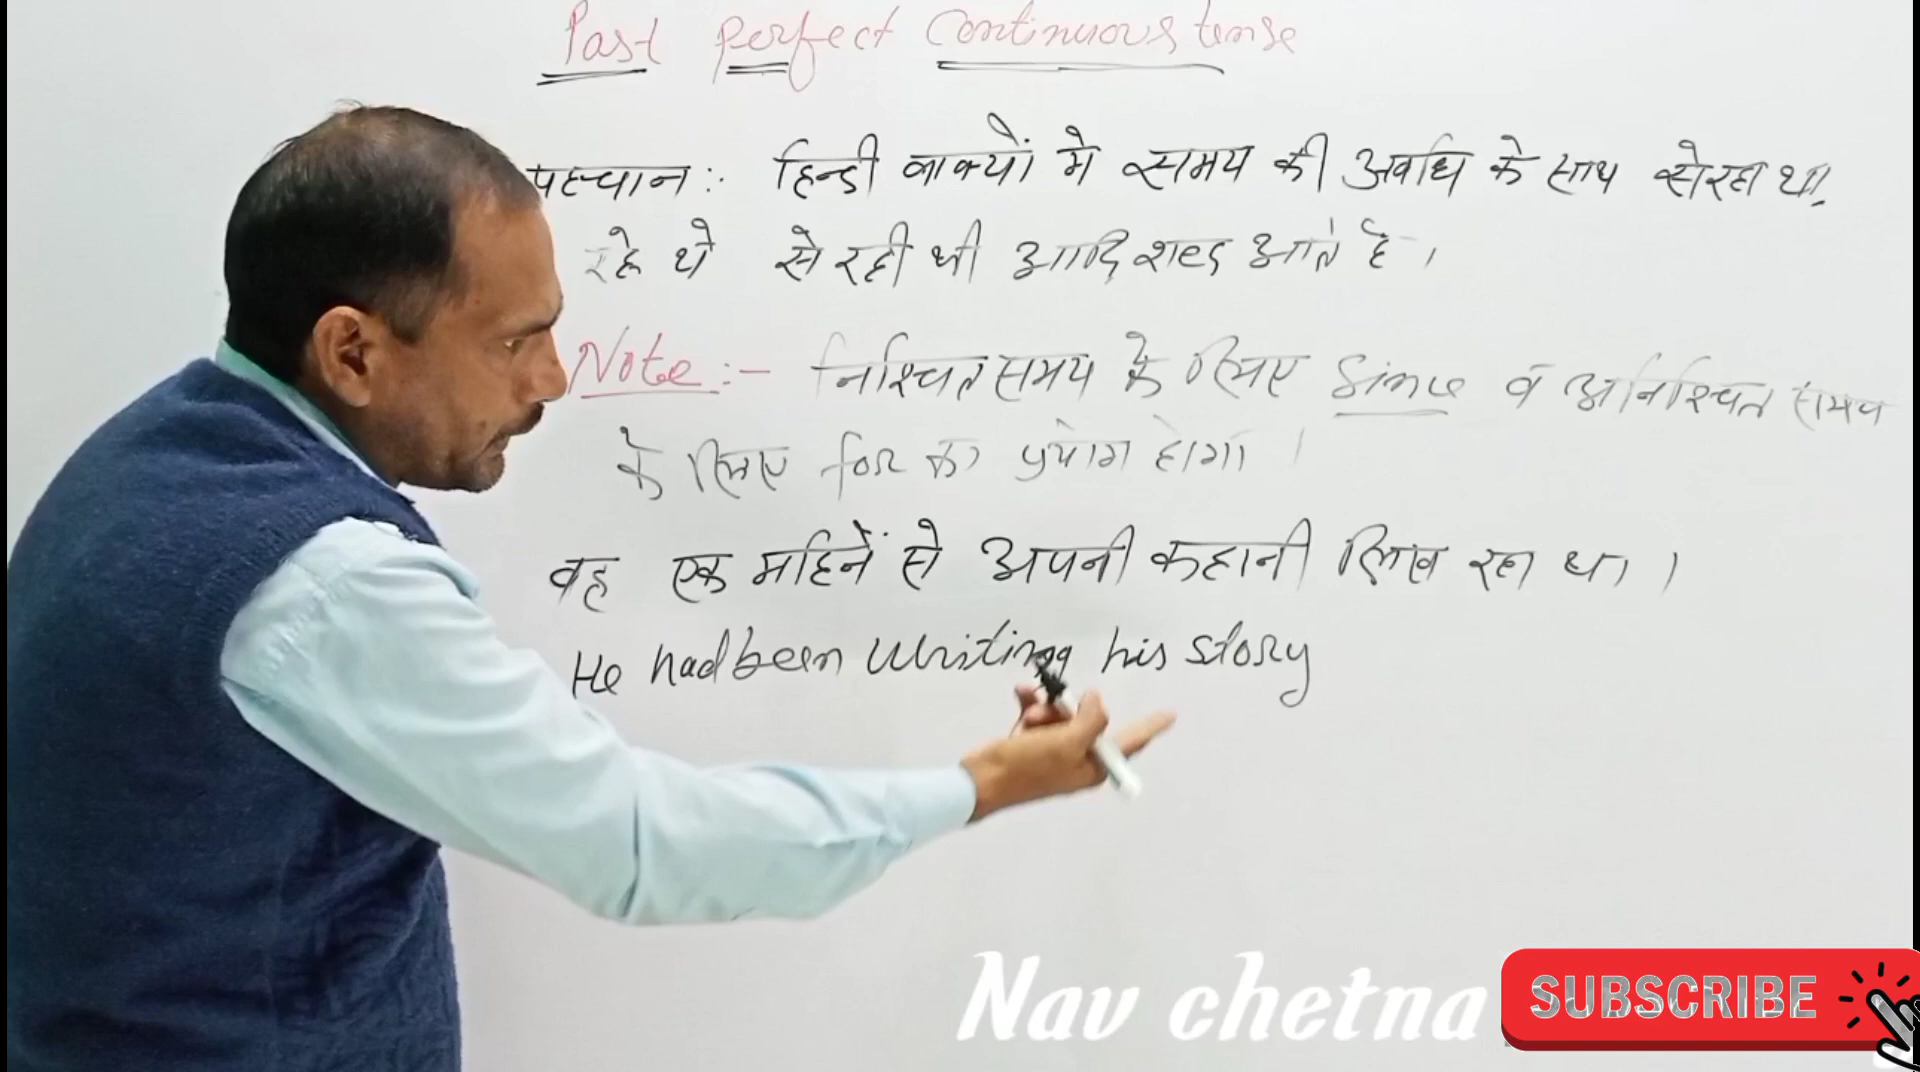 Past perfect Continuous tense
पहचान :- हिन्दी वाक्यों मे समय की अवधि के साथ से रहा था,
रहे थे से रही थी आदि शब्द आते है ।
Note :- निश्चित समय के लिए Since व अनिश्चित समय
के लिए for का प्रयोग होगा ।
वह एक महिनें से अपनी कहानी लिख रहा था ।
He had been writing his story
Nav chetna
SUBSCRIBE